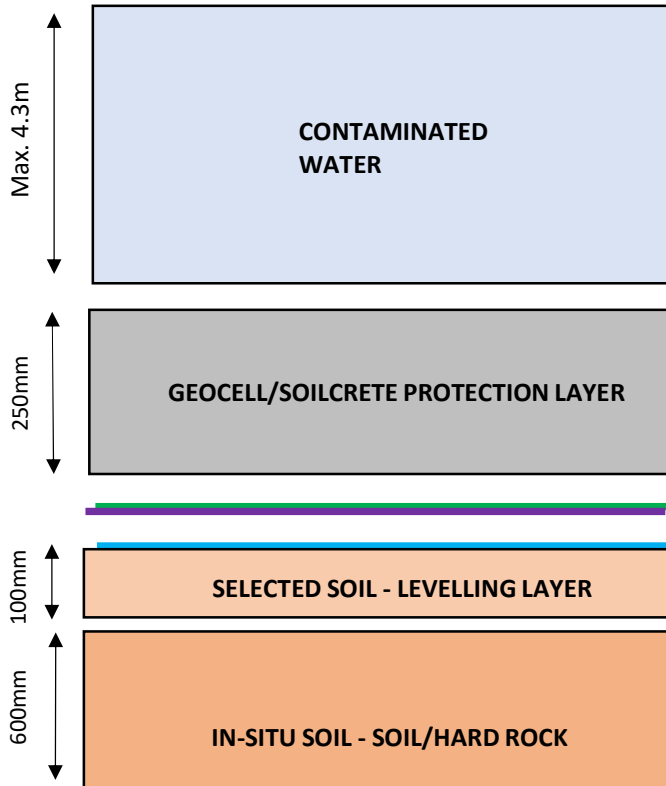 Max. 4.3m
CONTAMINATED
WATER
250mm
GEOCELL/SOILCRETE PROTECTION LAYER
100mm
SELECTED SOIL - LEVELLING LAYER
600mm
IN-SITU SOIL - SOIL/HARD ROCK